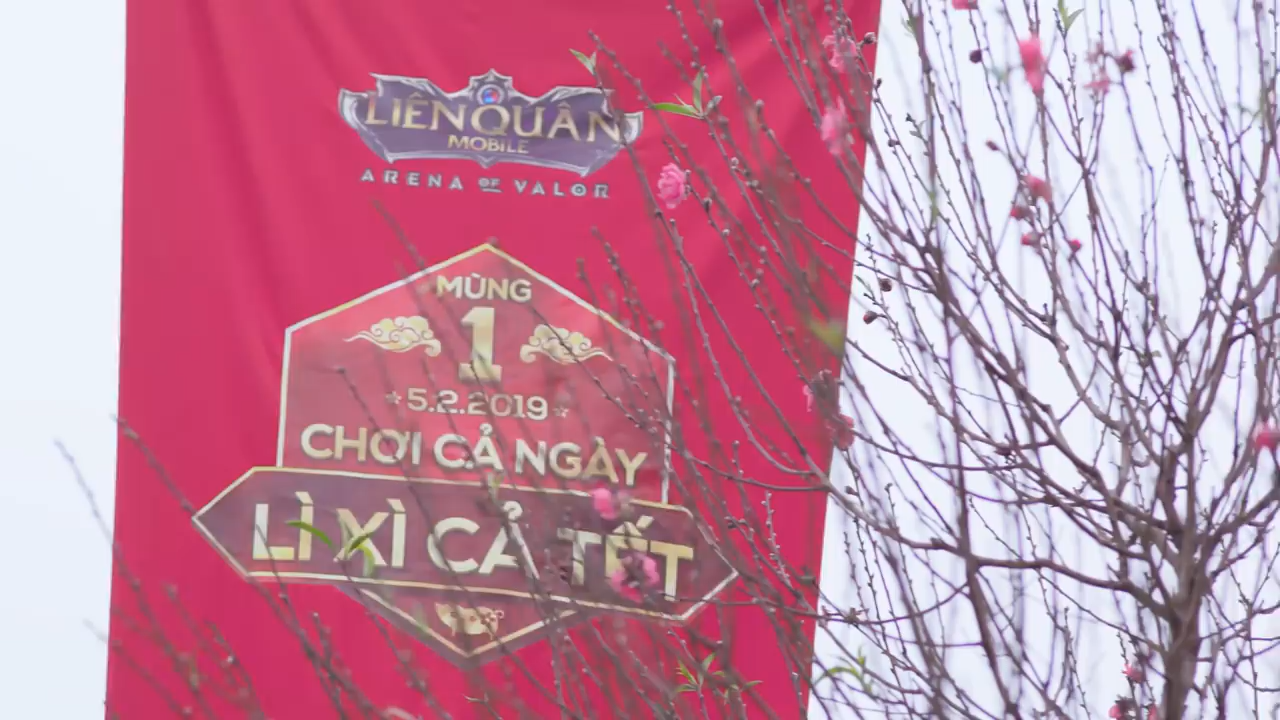 LIÊN QUÂN
MOBILE
ARENA OF VALOR
MÙNG
1
5.2.2019
CHƠI CẢ NGÀY
LÌ XÌ CẢ TẾT